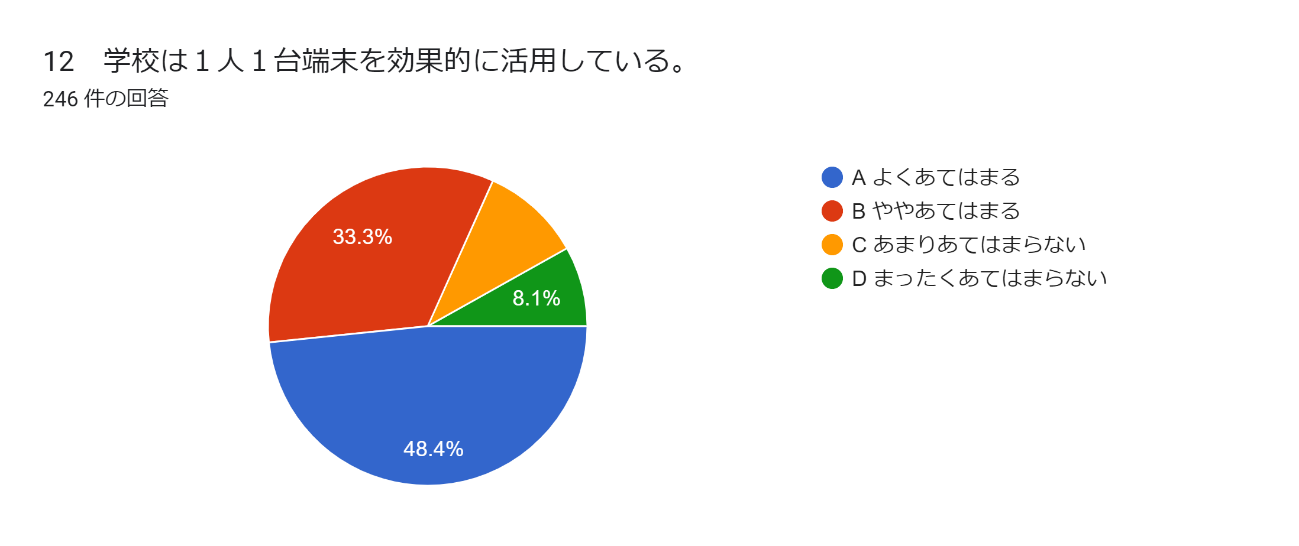 12　学校は１人１台端末を効果的に活用している。
246 件の回答
A よくあてはまる
B ややあてはまる
C あまりあてはまらない
D まったくあてはまらない
33.3%
8.1%
48.4%